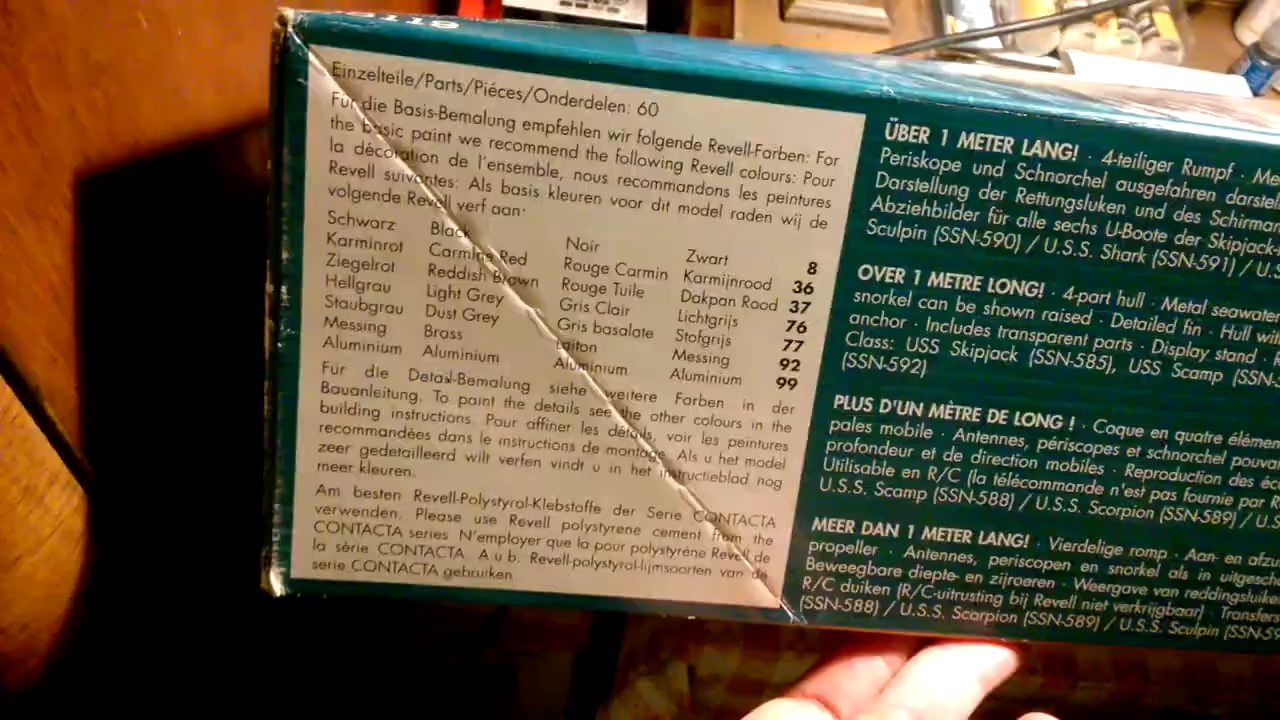 Einzelteile/Parts/Piéces/Onderdelen: 60
Für die Basis-Bemalung empfehlen wir folgende Revell-Farben: For
the basic paint we recommend the following Revell colours: Pour
la décoration de l'ensemble, nous recommandons les peintures
Revell suivantes: Als basis kleuren voor dit model raden wij de
volgende Revell verf aan:
Schwarz Black Noir Zwart 8
Karminrot Carmine Red Rouge Carmin Karmijnrood 36
Ziegelrot Reddish Brown Rouge Tuile Dakpan Rood 37
Hellgrau Light Grey Gris Clair Lichtgrijs 76
Staubgrau Dust Grey Gris basalate Stofgrijs 77
Messing Brass Laiton Messing 92
Aluminium Aluminium Aluminium Aluminium 99
Für die Detail-Bemalung siehe weitere Farben in der
Bauanleitung. To paint the details see the other colours in the
building instructions. Pour affiner les détails, voir les peintures
recommandées dans le instructions de montage. Als u het model
zeer gedetailleerd wilt verfen vindt u in het instructieblad nog
meer kleuren.
Am besten Revell-Polystyrol-Klebstoffe der Serie CONTACTA
verwenden. Please use Revell polystyrene cement from the
CONTACTA series. N'employer que la pour polystyréne Revell de
la série CONTACTA. A u b. Revell-polystyrol-lijmsoorten van de
serie CONTACTA gebruiken
ÜBER 1 METER LANG! · 4-teiliger Rumpf ·
Periskope und Schnorchel ausgefahren
Darstellung der Rettungsluken und des
Abziehbilder für alle sechs U-Boote der
Sculpin (SSN-590) / U.S.S. Shark (SSN-591) /
OVER 1 METRE LONG! · 4-part hull · Metal
snorkel can be shown raised · Detailed fin · Hull
anchor · Includes transparent parts · Display stand ·
Class: USS Skipjack (SSN-585), USS Scamp
(SSN-592)
PLUS D'UN MÈTRE DE LONG ! · Coque en quatre
pales mobile · Antennes, périscopes et schnorchel
profondeur et de direction mobiles · Reproduction des
Utilisable en R/C (la télécommande n'est pas fournie par
U.S.S. Scamp (SSN-588) / U.S.S. Scorpion (SSN-589) /
MEER DAN 1 METER LANG! · Vierdelige romp · Aan- en
propeller · Antennes, periscopen en snorkel als in
Beweegbare diepte- en zijroeren · Weergave van
R/C duiken (R/C-uitrusting bij Revell niet verkrijgbaar) ·
(SSN-588) / U.S.S. Scorpion (SSN-589) / U.S.S. Sculpin